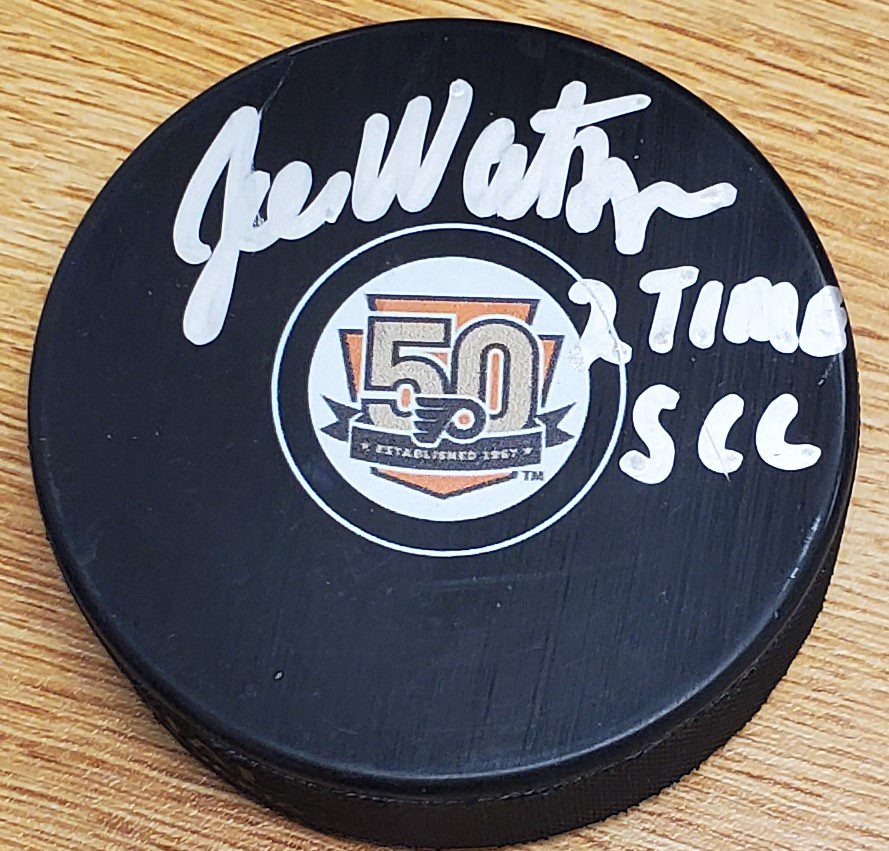 Joe Watson
2 TIME
SCC
50
★ ESTABLISHED 1967 ★
TM